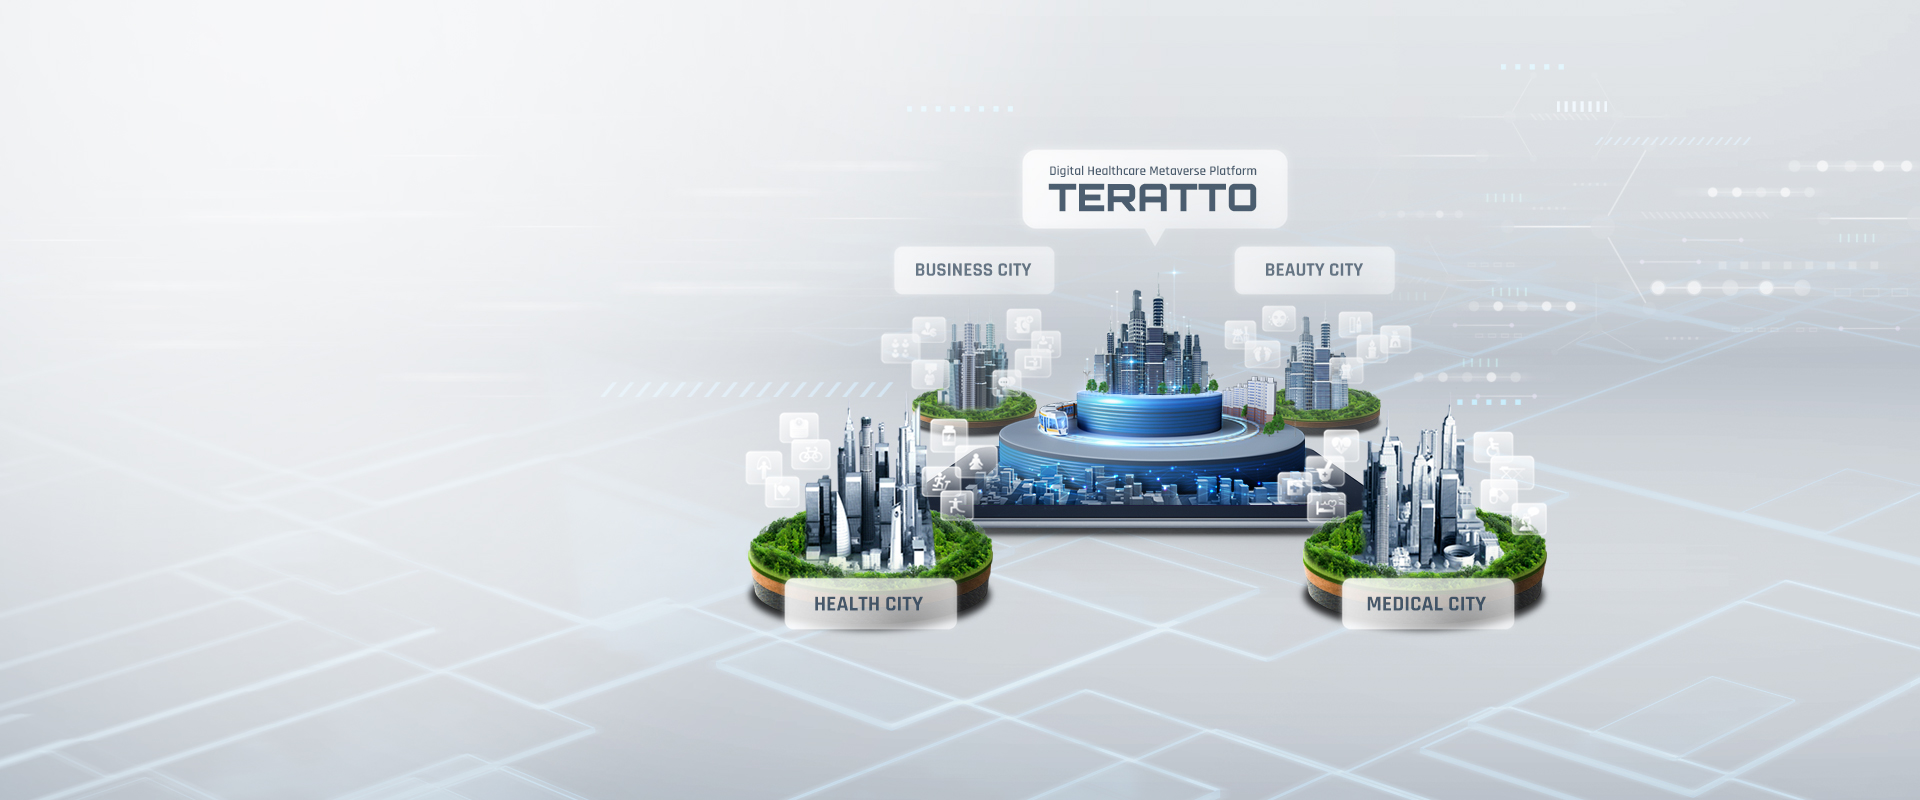 Digital Healthcare Metaverse Platform
TERATTO
BUSINESS CITY
BEAUTY CITY
HEALTH CITY
MEDICAL CITY